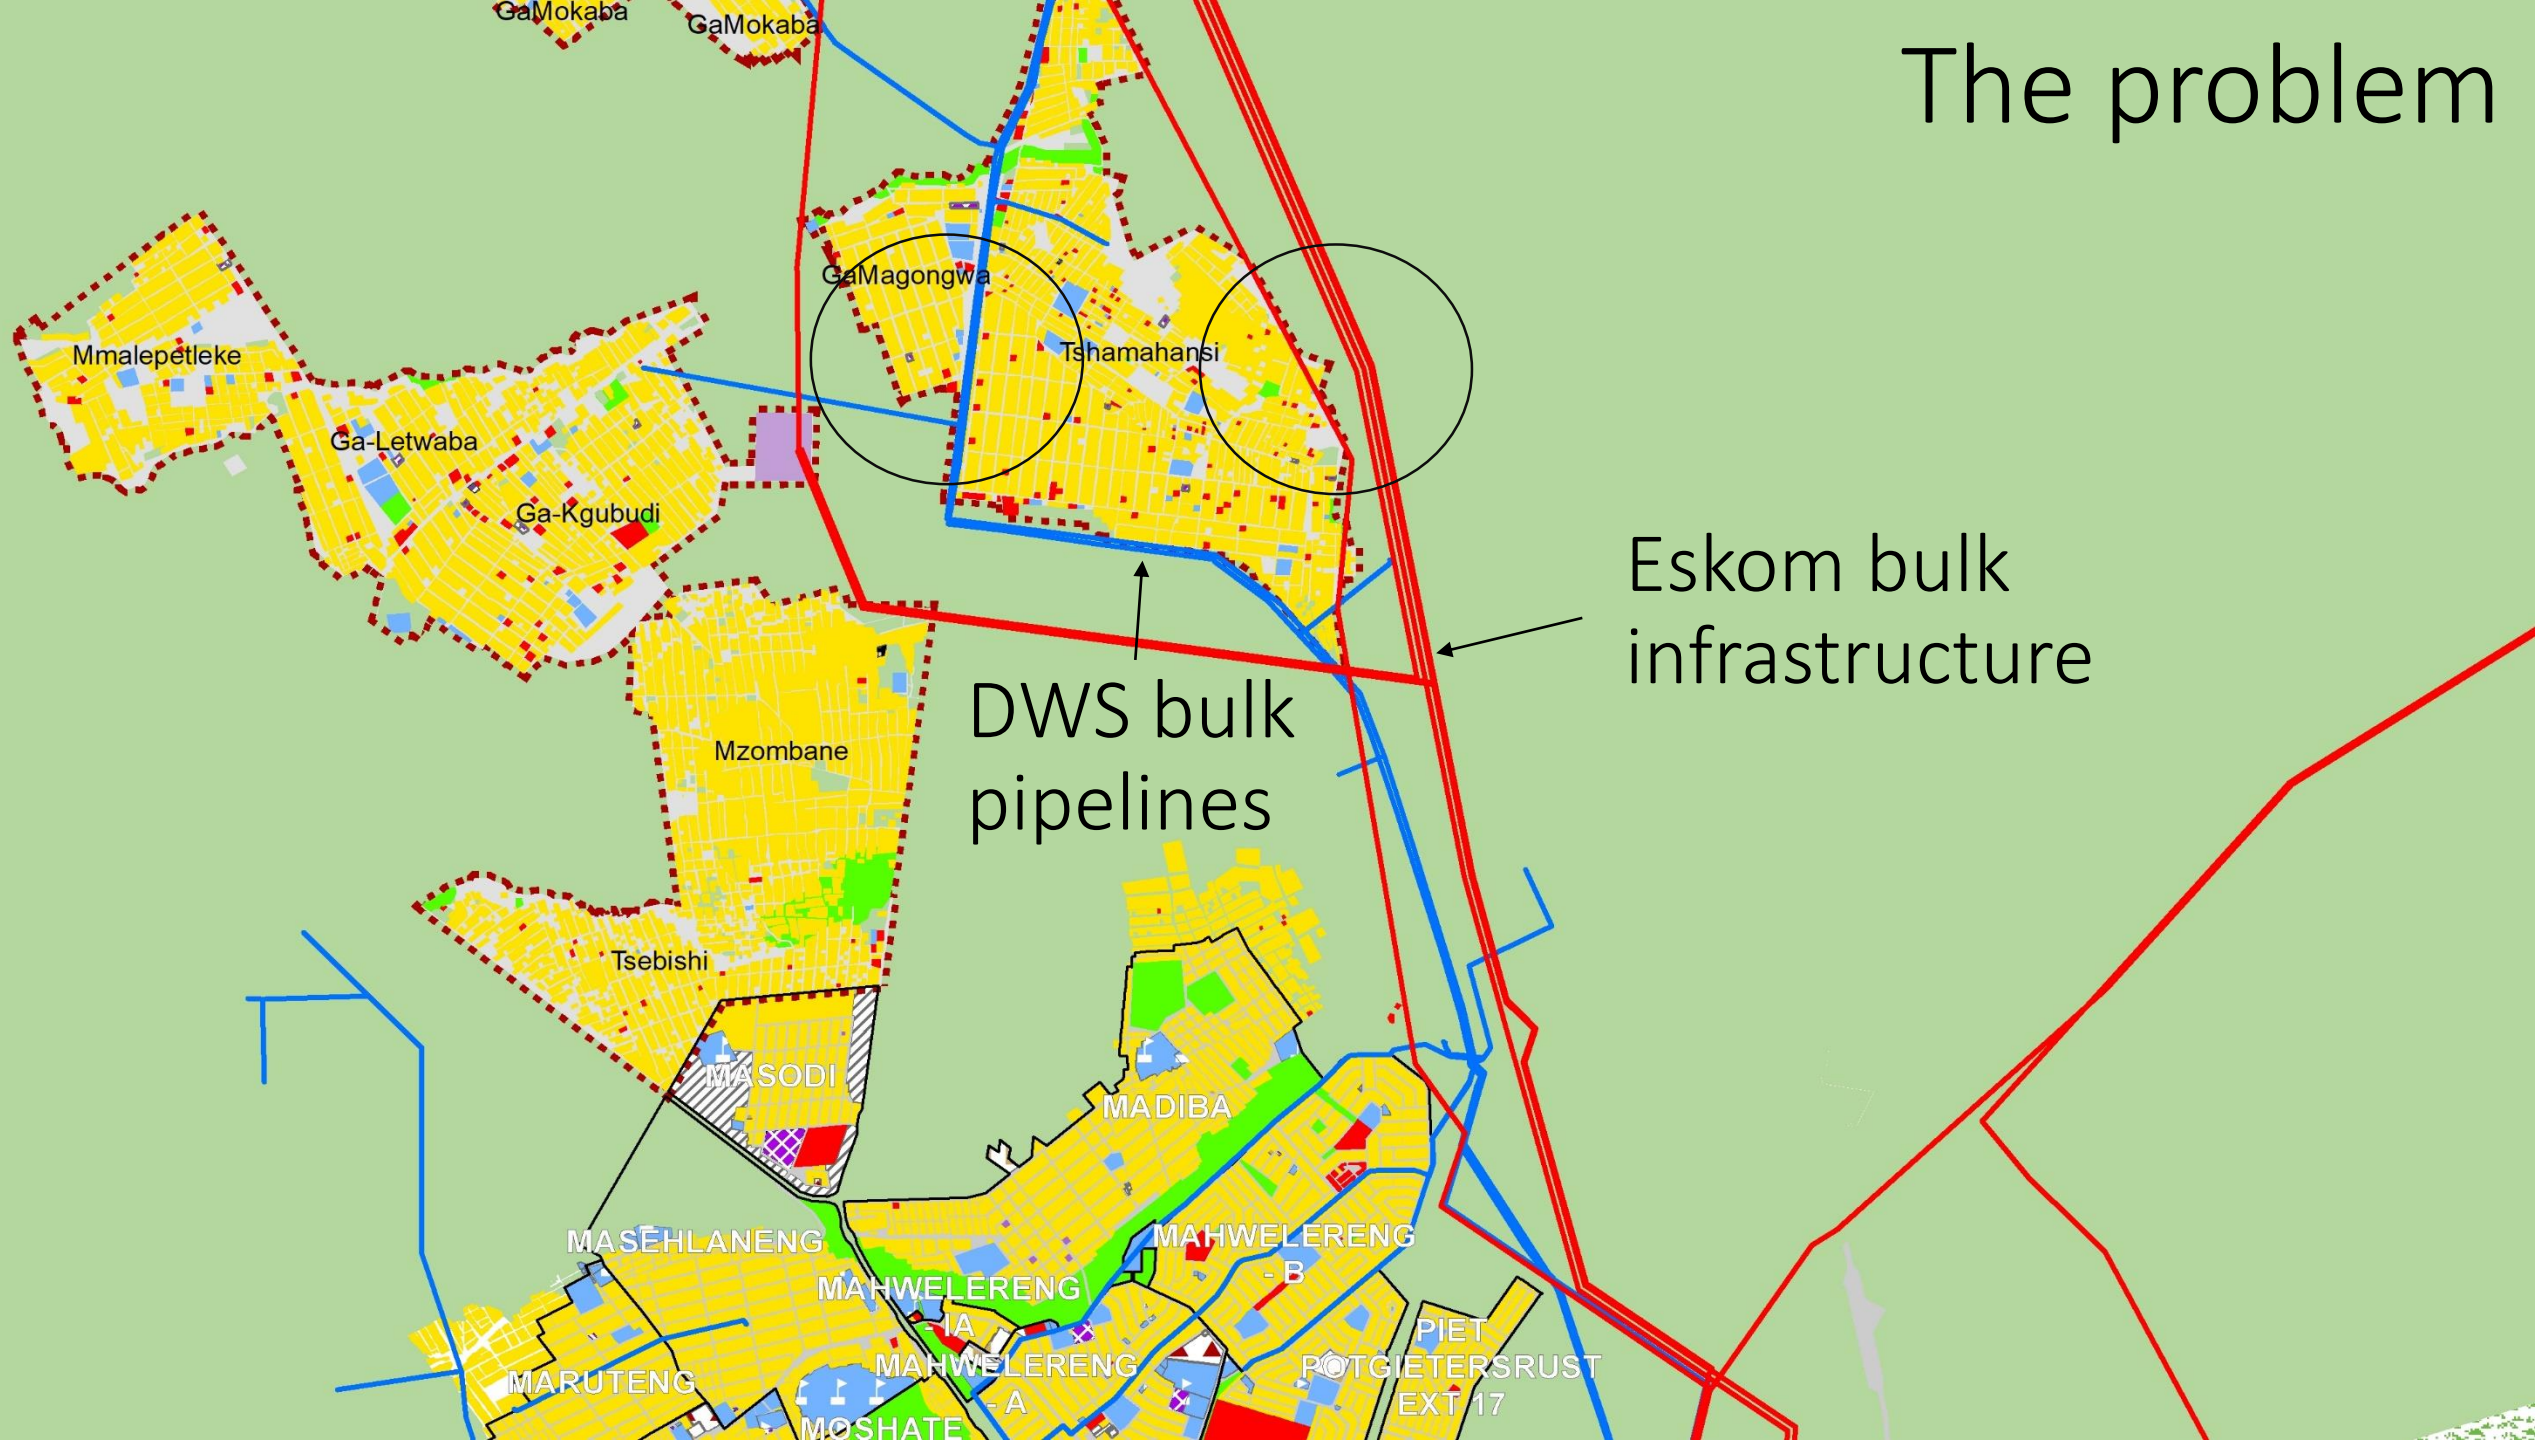 GaMokaba
GaMokaba
The problem
GaMagongwa
Mmalepetleke
Tshamahansi
Ga-Letwaba
Ga-Kgubudi
Eskom bulk
infrastructure
DWS bulk
pipelines
Mzombane
Tsebishi
MASODI
MADIBA
MASEHLANENG
MAHWELERENG
- B
MAHWELERENG
- IA
MAHWELERENG
- A
PIET
POTGIETERSRUST
EXT 17
MARUTENG
MOSHATE